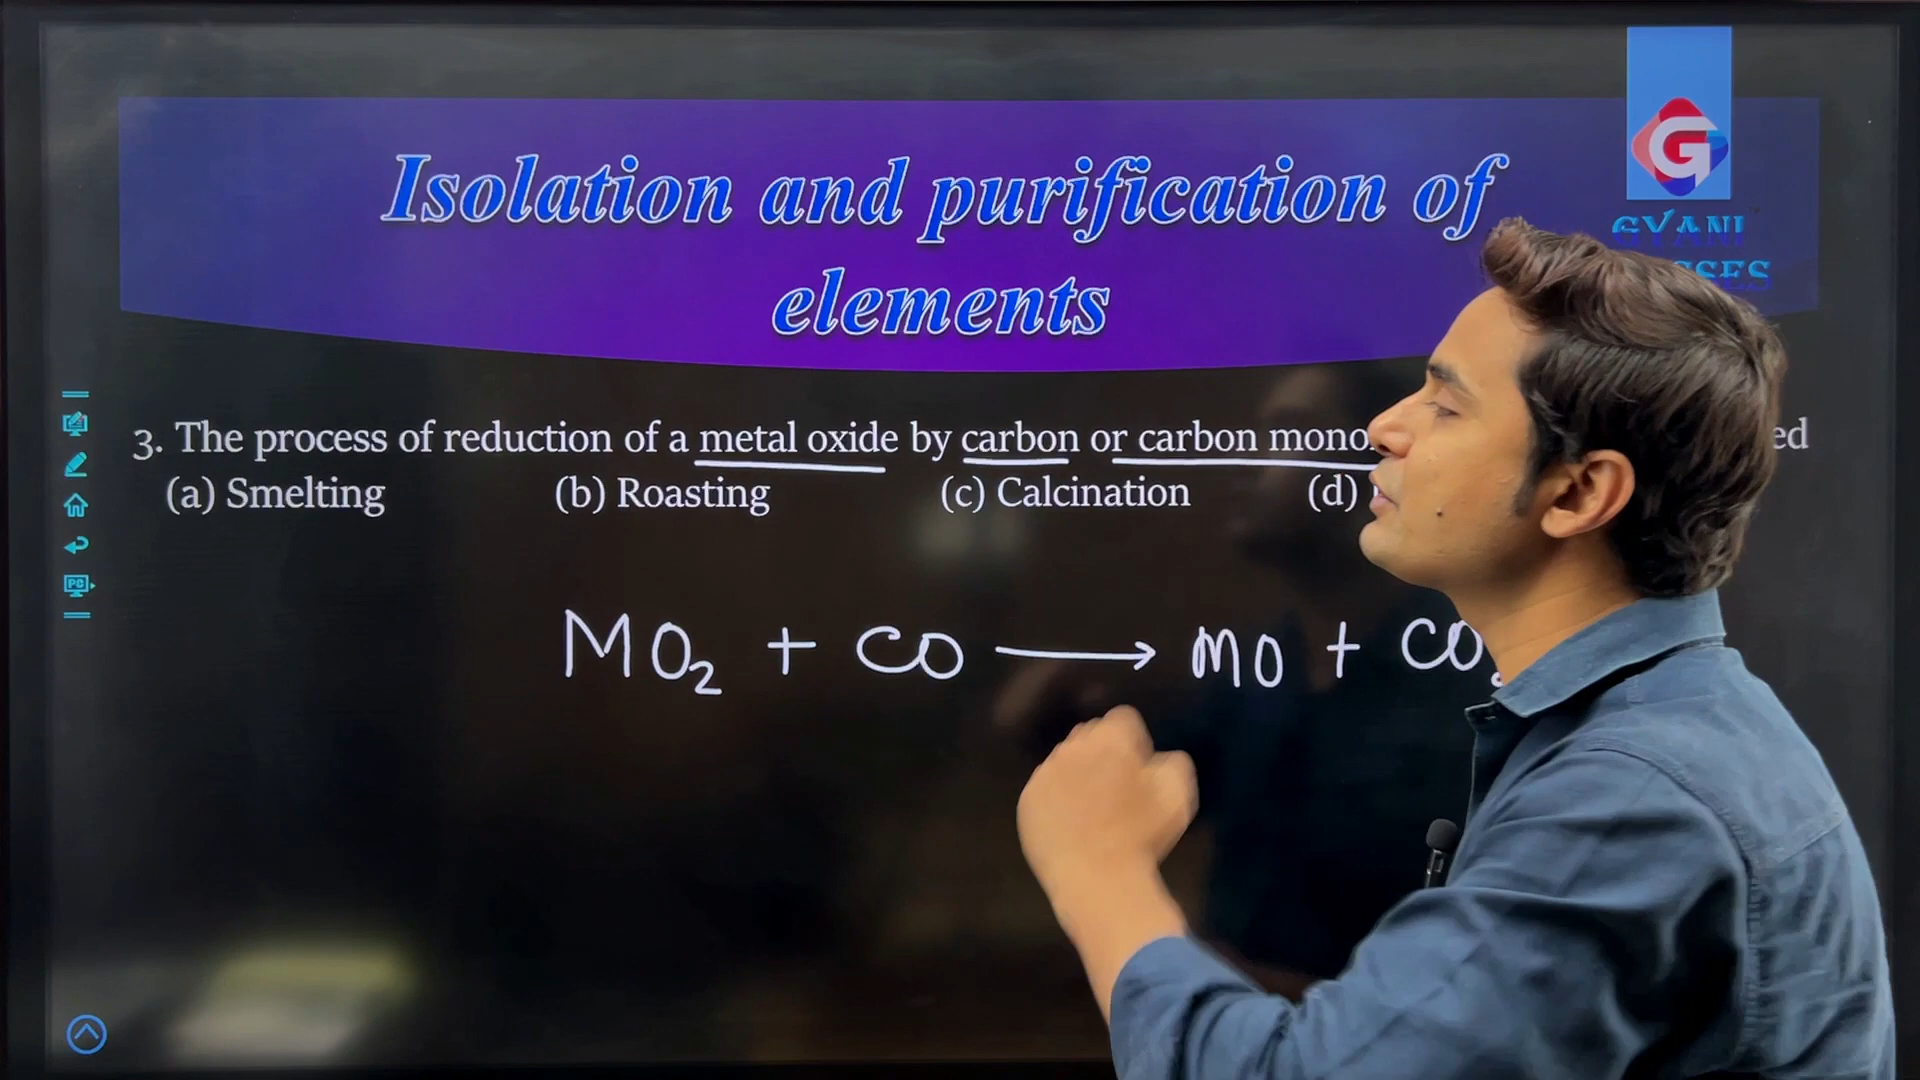 Isolation and purification of
elements
GYANI
3. The process of reduction of a metal oxide by carbon or carbon mono
(a) Smelting (b) Roasting (c) Calcination (d)
MO₂ + CO → MO + CO
PC